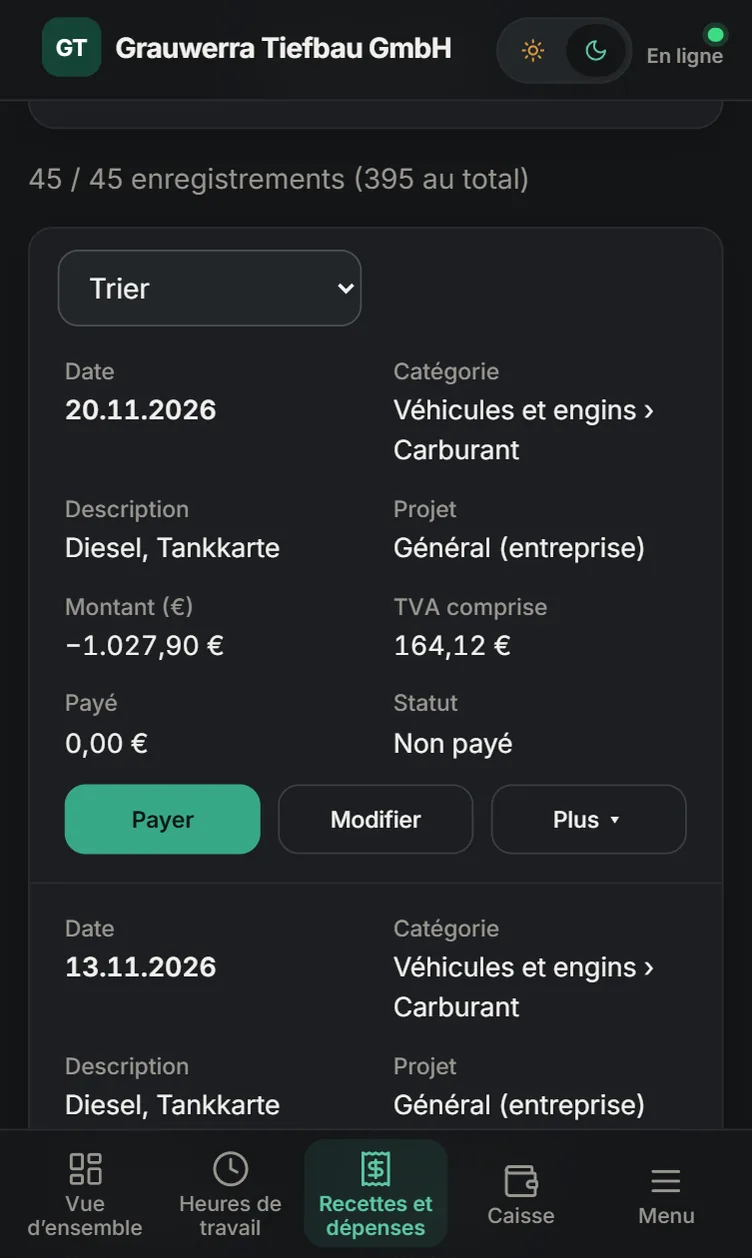 GT
Grauwerra Tiefbau GmbH
En ligne
45 / 45 enregistrements (395 au total)
Trier
Date
20.11.2026
Catégorie
Véhicules et engins ›
Carburant
Description
Diesel, Tankkarte
Projet
Général (entreprise)
Montant (€)
−1.027,90 €
TVA comprise
164,12 €
Payé
0,00 €
Statut
Non payé
Payer
Modifier
Plus ▾
Date
13.11.2026
Catégorie
Véhicules et engins ›
Carburant
Description
Diesel, Tankkarte
Projet
Général (entreprise)
Vue
d’ensemble
Heures de
travail
Recettes et
dépenses
Caisse
Menu